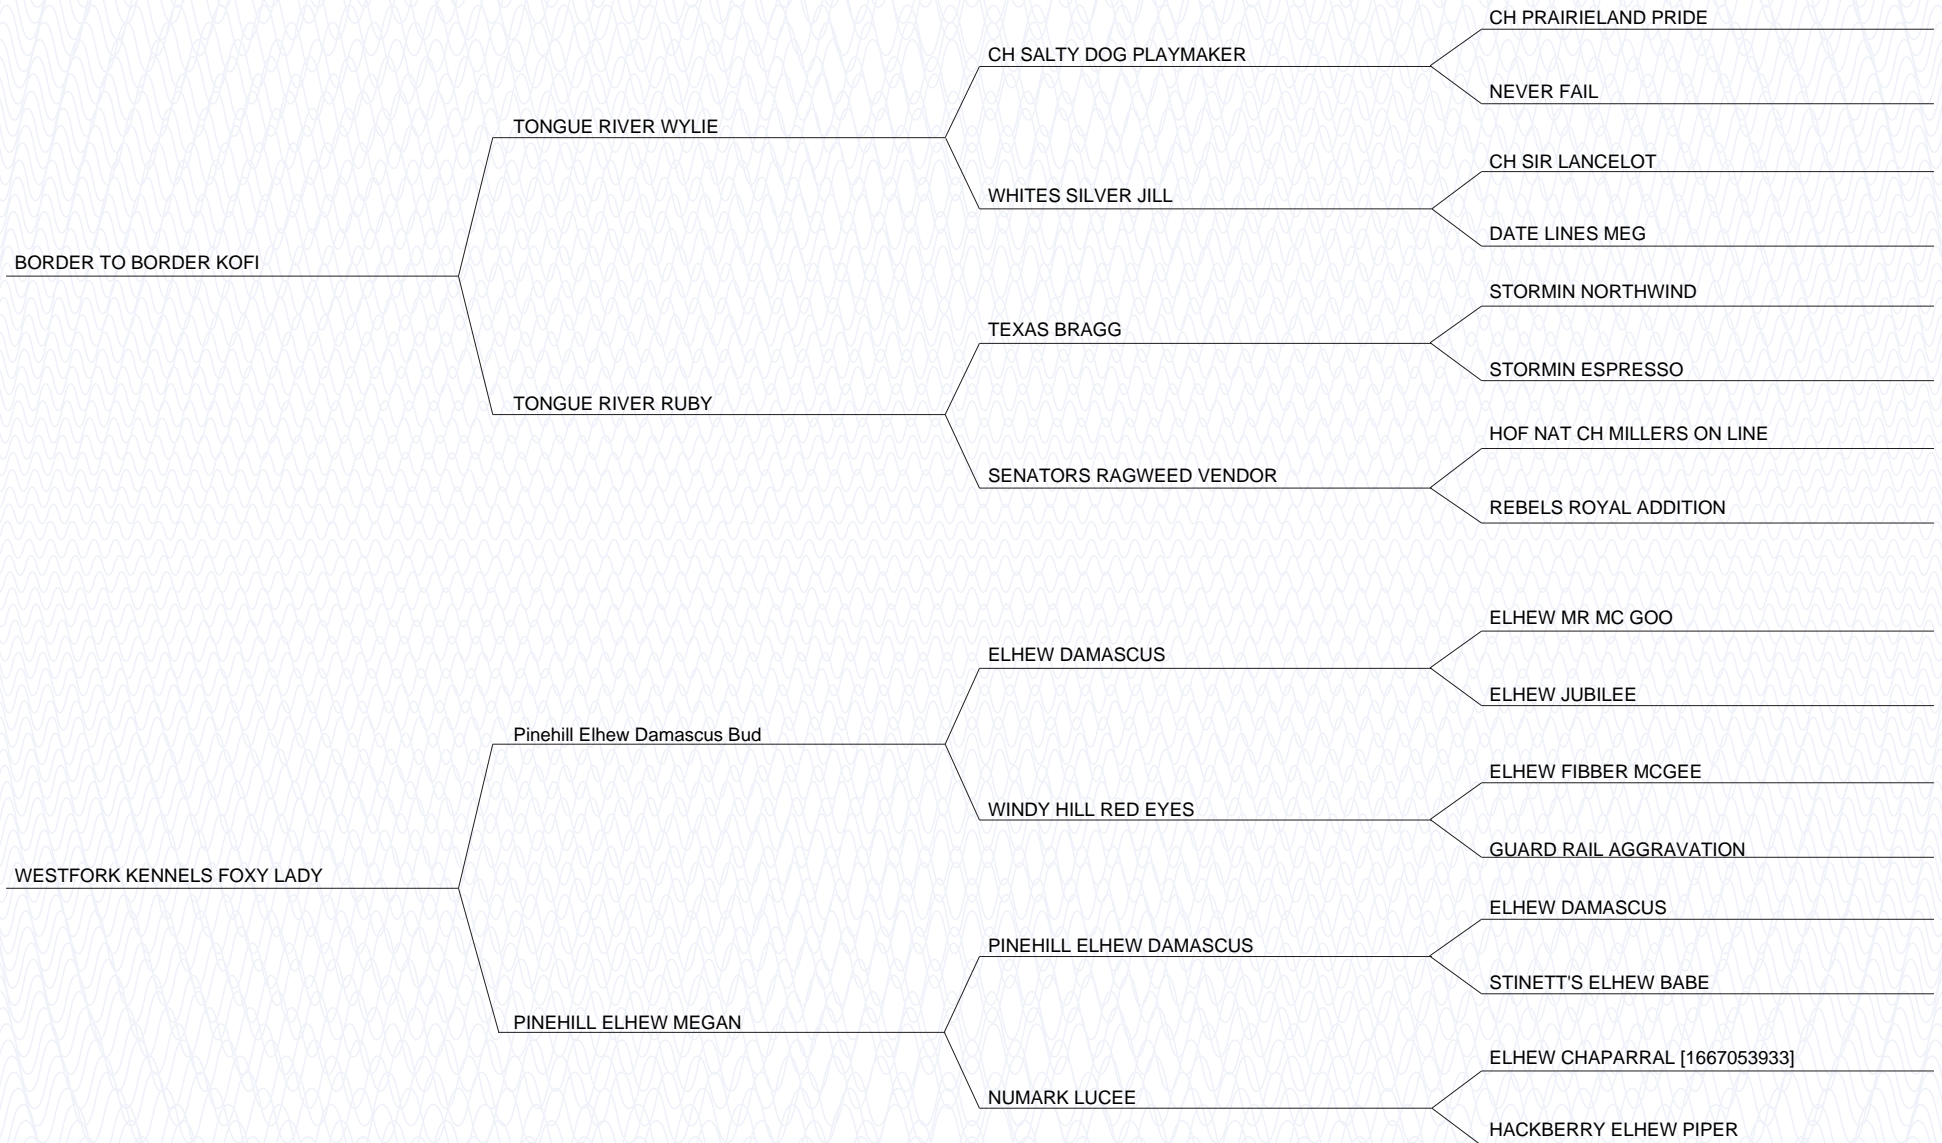 CH PRAIRIELAND PRIDE
CH SALTY DOG PLAYMAKER
NEVER FAIL
TONGUE RIVER WYLIE
CH SIR LANCELOT
WHITES SILVER JILL
DATE LINES MEG
BORDER TO BORDER KOFI
STORMIN NORTHWIND
TEXAS BRAGG
STORMIN ESPRESSO
TONGUE RIVER RUBY
HOF NAT CH MILLERS ON LINE
SENATORS RAGWEED VENDOR
REBELS ROYAL ADDITION
ELHEW MR MC GOO
ELHEW DAMASCUS
ELHEW JUBILEE
Pinehill Elhew Damascus Bud
ELHEW FIBBER MCGEE
WINDY HILL RED EYES
GUARD RAIL AGGRAVATION
WESTFORK KENNELS FOXY LADY
ELHEW DAMASCUS
PINEHILL ELHEW DAMASCUS
STINETT'S ELHEW BABE
PINEHILL ELHEW MEGAN
ELHEW CHAPARRAL [1667053933]
NUMARK LUCEE
HACKBERRY ELHEW PIPER